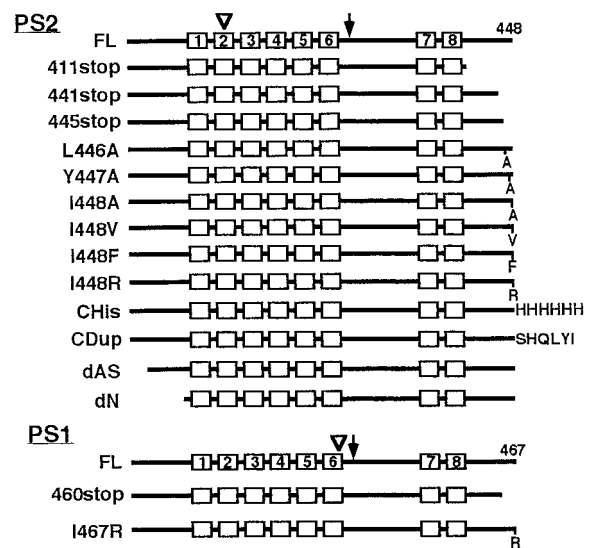 PS2
FL 1 2 3 4 5 6 7 8 448
411stop
441stop
445stop
L446A A
Y447A A
I448A A
I448V V
I448F F
I448R R
CHis HHHHHH
CDup SHQLYI
dAS
dN
PS1
FL 1 2 3 4 5 6 7 8 467
460stop
I467R R